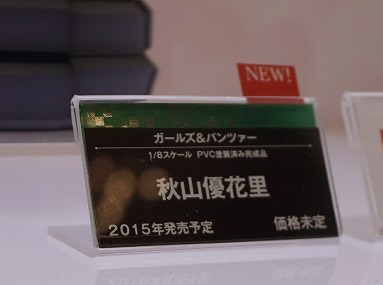 NEW!
ガールズ&パンツァー
1/8スケール PVC塗装済み完成品
秋山優花里
2015年発売予定 価格未定